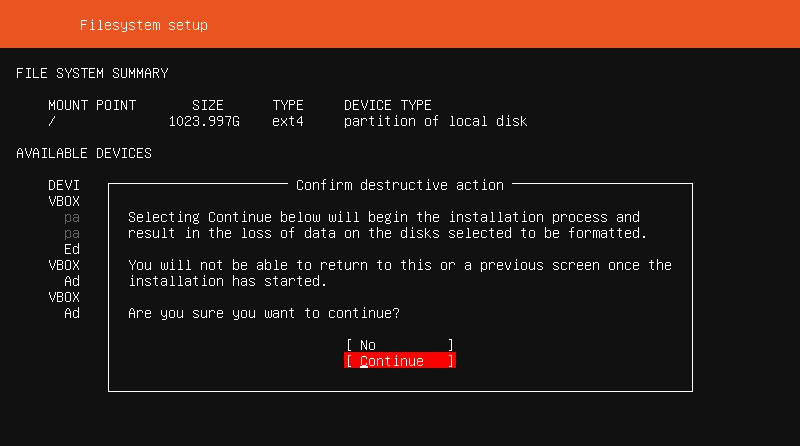 Filesystem setup
FILE SYSTEM SUMMARY
MOUNT POINT SIZE TYPE DEVICE TYPE
/ 1023.997G ext4 partition of local disk
AVAILABLE DEVICES
DEVI
Confirm destructive action
VBOX
pa
Selecting Continue below will begin the installation process and
pa
result in the loss of data on the disks selected to be formatted.
Ed
VBOX
You will not be able to return to this or a previous screen once the
Ad
installation has started.
VBOX
Ad
Are you sure you want to continue?
[ No ]
[ Continue ]